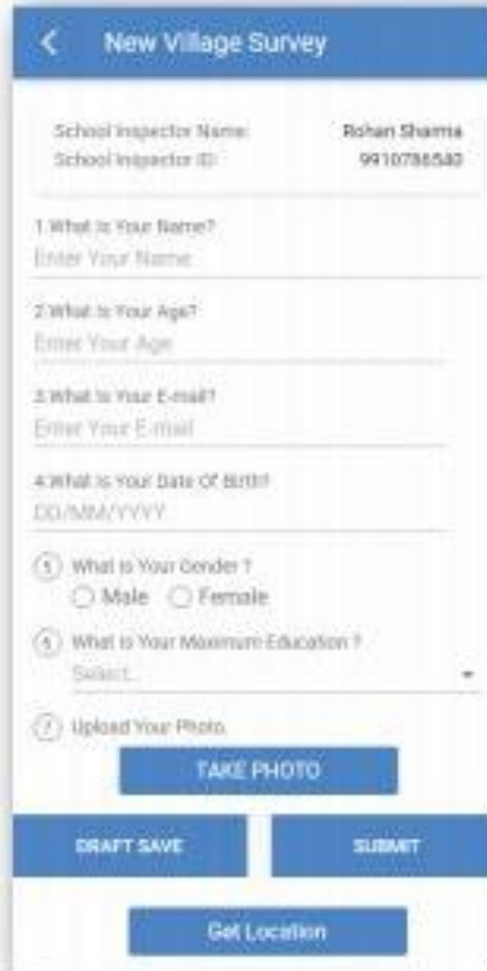 New Village Survey
School Inspector Name: Rohan Sharma
School Inspector ID: 9910786540
1.What Is Your Name?
Enter Your Name
2.What Is Your Age?
Enter Your Age
3.What Is Your E-mail?
Enter Your E-mail
4.What Is Your Date Of Birth?
DD/MM/YYYY
5 What Is Your Gender ?
Male Female
6 What Is Your Maximum Education ?
Select..
7 Upload Your Photo.
TAKE PHOTO
DRAFT SAVE SUBMIT
Get Location